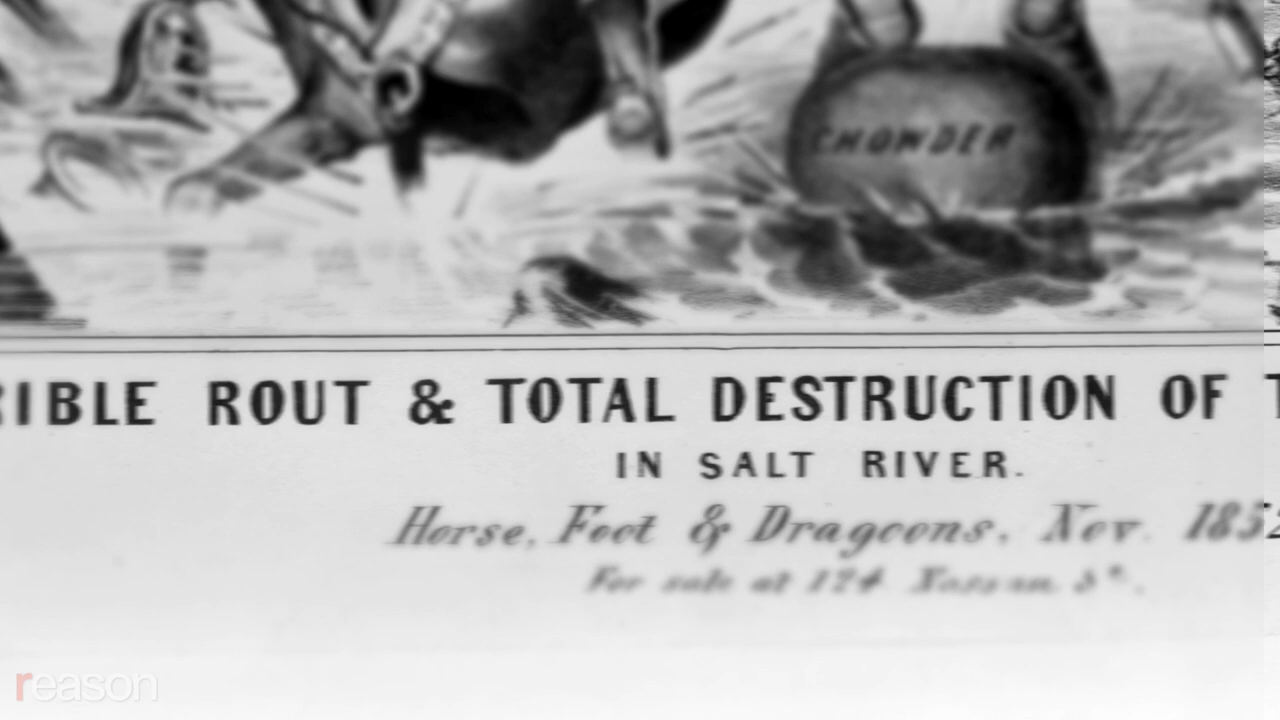 CHOWDER
RIBLE ROUT & TOTAL DESTRUCTION OF T
IN SALT RIVER.
Horse, Foot & Dragoons, Nov. 1852
For sale at 124 Nassau St.
reason